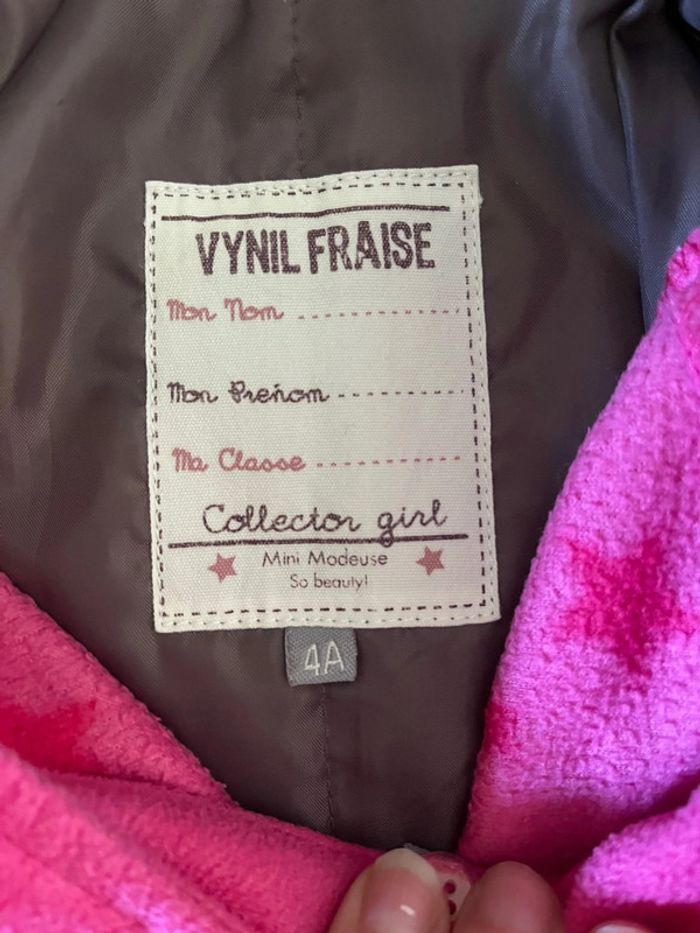 VYNIL FRAISE
Mon Nom
Mon Prénom
Ma Classe
Collector girl
Mini Modeuse
So beauty!
4A